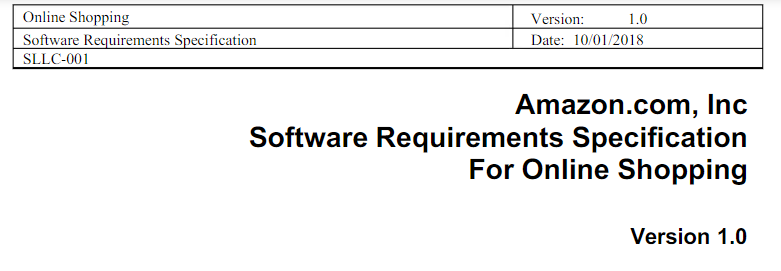 Online Shopping Version: 1.0
Software Requirements Specification Date: 10/01/2018
SLLC-001
Amazon.com, Inc
Software Requirements Specification
For Online Shopping
Version 1.0